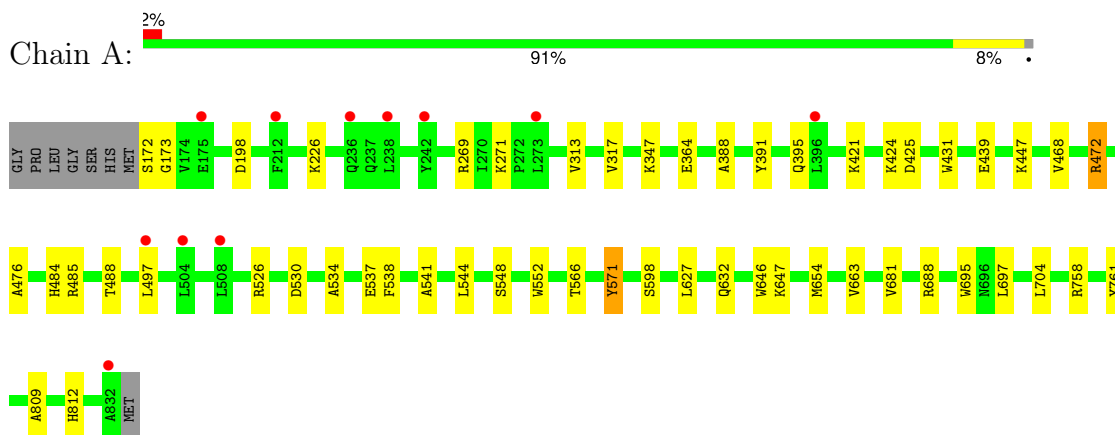 2%
Chain A:
91% 8% •
GLY PRO LEU GLY SER HIS MET S172 G173 V174 E175 D198 F212 K226 Q236 Q237 L238 Y242 R269 I270 K271 P272 L273 V313 V317 K347 E364 A388 Y391 Q395 L396 K421 K424 D425 W431 E439 K447 V468 R472
A476 H484 R485 T488 L497 L504 L508 R526 D530 A534 E537 F538 A541 L544 S548 W552 T566 Y571 S598 L627 Q632 W646 K647 M654 V663 V681 R688 W695 N696 L697 L704 R758
A809 H812 A832 MET